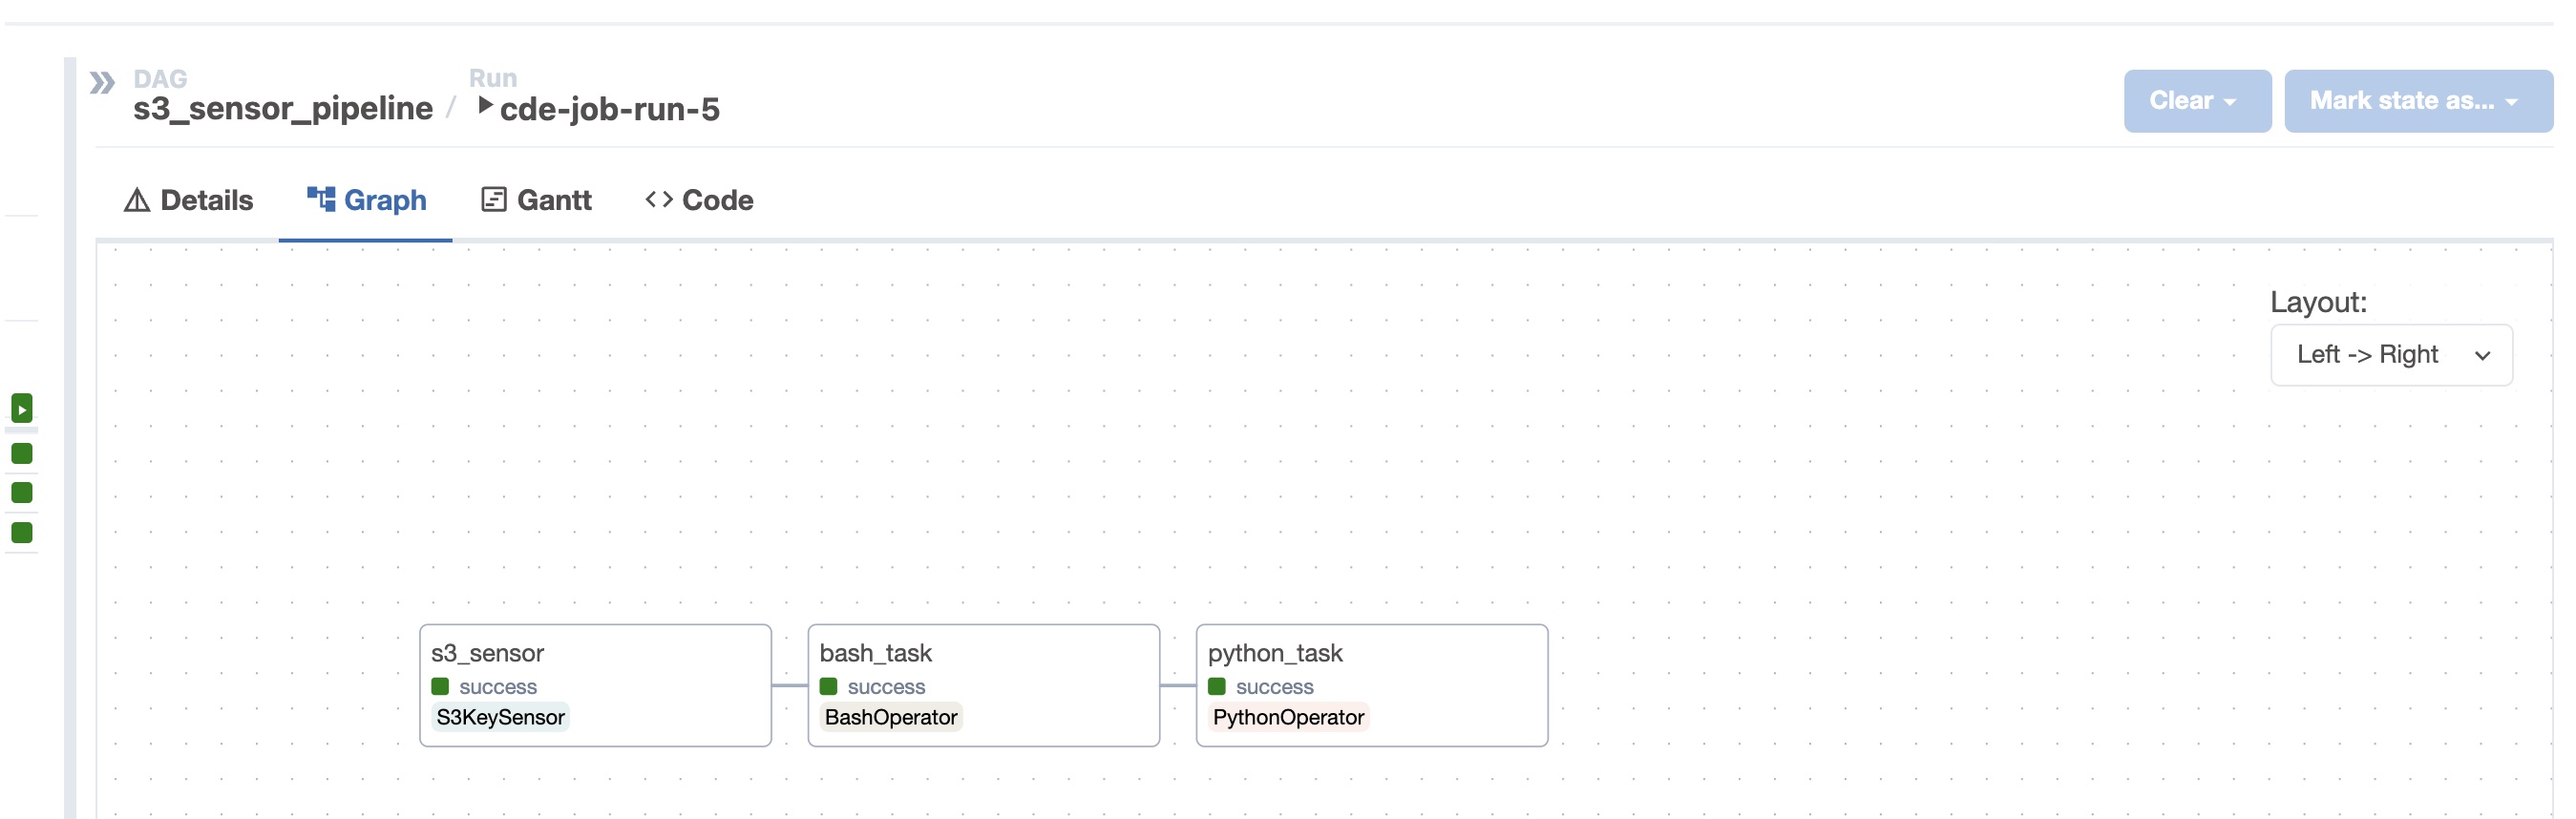 DAG
s3_sensor_pipeline / cde-job-run-5
Run
Clear
Mark state as...
Details
Graph
Gantt
Code
Layout:
Left -> Right
s3_sensor
success
S3KeySensor
bash_task
success
BashOperator
python_task
success
PythonOperator